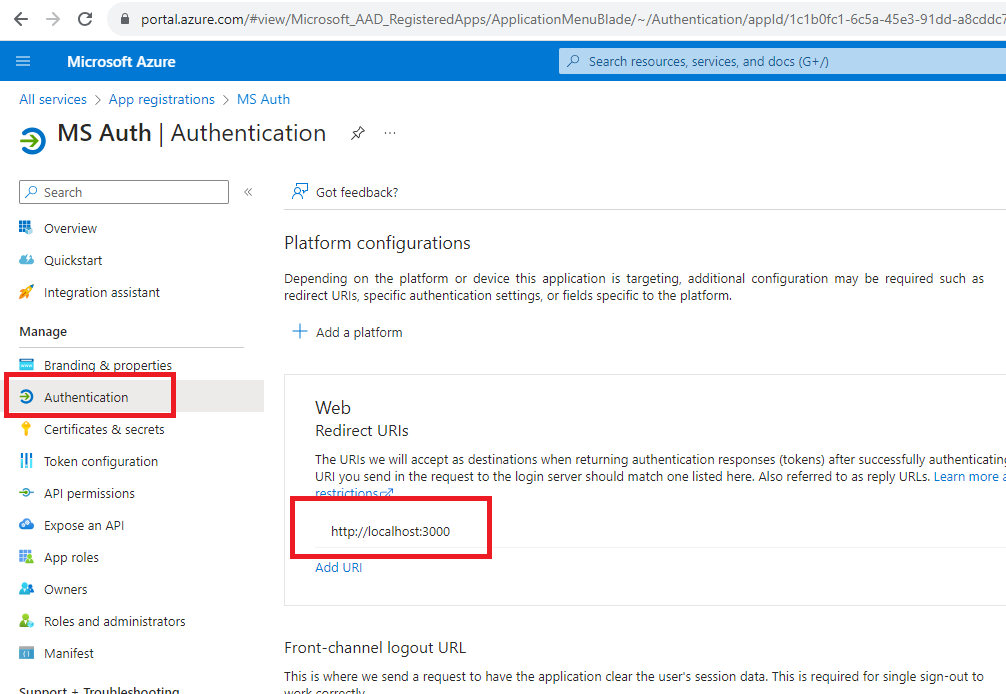 portal.azure.com/#view/Microsoft_AAD_RegisteredApps/ApplicationMenuBlade/~/Authentication/appId/1c1b0fc1-6c5a-45e3-91dd-a8cddc7
Microsoft Azure
Search resources, services, and docs (G+/)
All services > App registrations > MS Auth
MS Auth | Authentication
Search
«
Got feedback?
Overview
Quickstart
Integration assistant
Manage
Branding & properties
Authentication
Certificates & secrets
Token configuration
API permissions
Expose an API
App roles
Owners
Roles and administrators
Manifest
Support + Troubleshooting
Platform configurations
Depending on the platform or device this application is targeting, additional configuration may be required such as
redirect URIs, specific authentication settings, or fields specific to the platform.
Add a platform
Web
Redirect URIs
The URIs we will accept as destinations when returning authentication responses (tokens) after successfully authenticating
URI you send in the request to the login server should match one listed here. Also referred to as reply URLs. Learn more a
restrictions
http://localhost:3000
Add URI
Front-channel logout URL
This is where we send a request to have the application clear the user's session data. This is required for single sign-out to
work correctly.